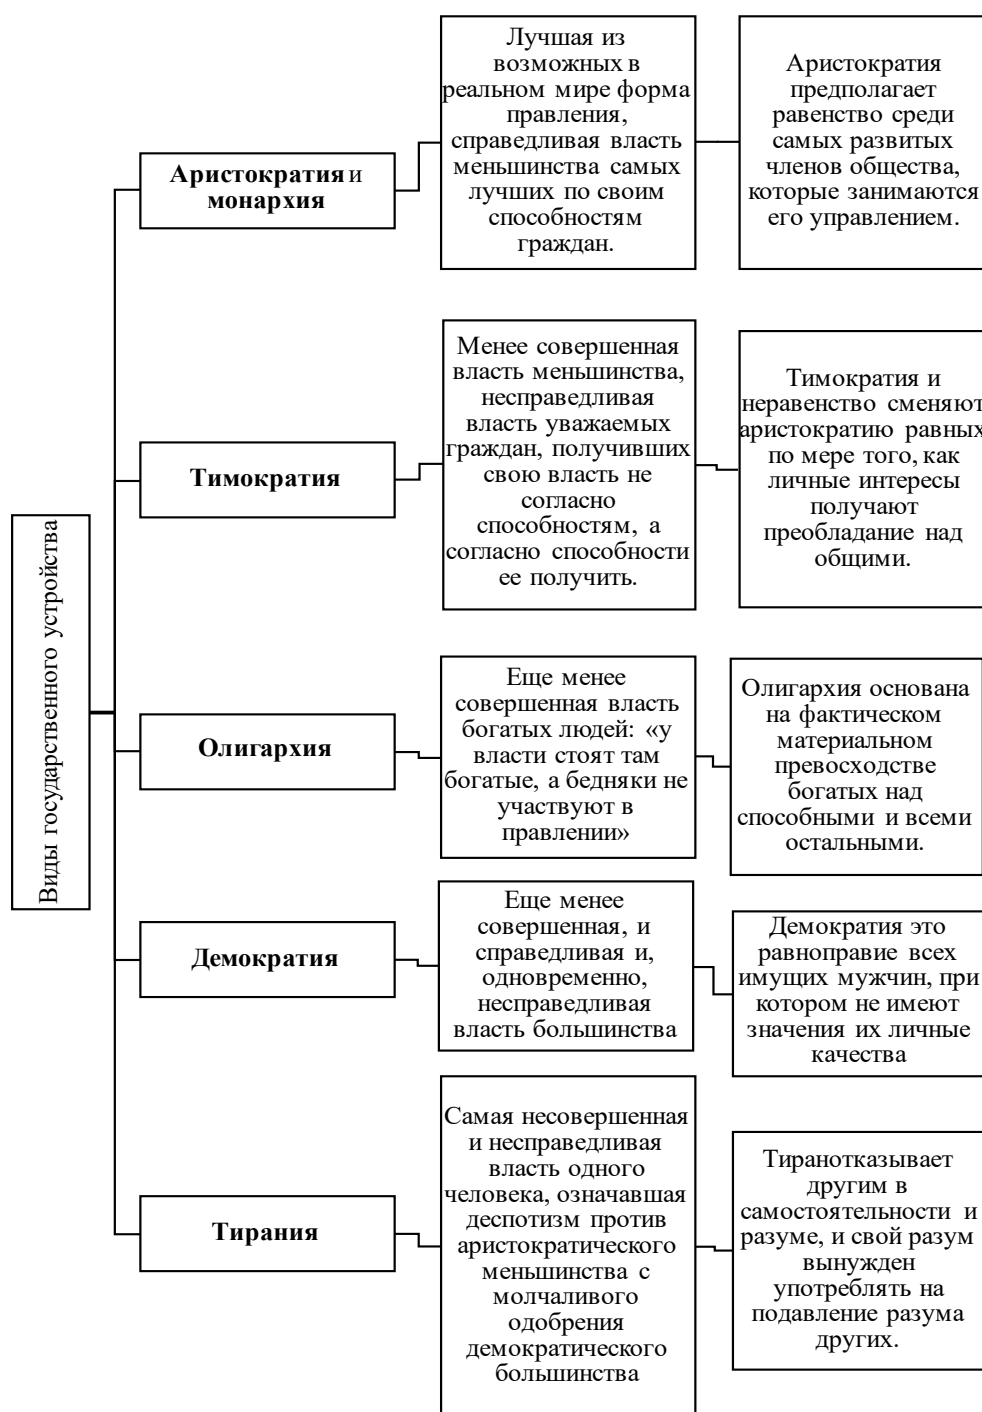 Виды государственного устройства
Аристократия и
монархия
Лучшая из
возможных в
реальном мире форма
правления,
справедливая власть
меньшинства самых
лучших по своим
способностям
граждан.
Аристократия
предполагает
равенство среди
самых развитых
членов общества,
которые занимаются
его управлением.
Тимократия
Менее совершенная
власть меньшинства,
несправедливая
власть уважаемых
граждан, получивших
свою власть не
согласно
способностям, а
согласно способности
ее получить.
Тимократия и
неравенство сменяют
аристократию равных
по мере того, как
личные интересы
получают
преобладание над
общими.
Олигархия
Еще менее
совершенная власть
богатых людей: «у
власти стоят там
богатые, а бедняки не
участвуют в
правлении»
Олигархия основана
на фактическом
материальном
превосходстве
богатых над
способными и всеми
остальными.
Демократия
Еще менее
совершенная, и
справедливая и,
одновременно,
несправедливая
власть большинства
Демократия это
равноправие всех
имущих мужчин, при
котором не имеют
значения их личные
качества
Тирания
Самая несовершенная
и несправедливая
власть одного
человека, означавшая
деспотизм против
аристократического
меньшинства с
молчаливого
одобрения
демократического
большинства
Тиранотказывает
другим в
самостоятельности и
разуме, и свой разум
вынужден
употреблять на
подавление разума
других.